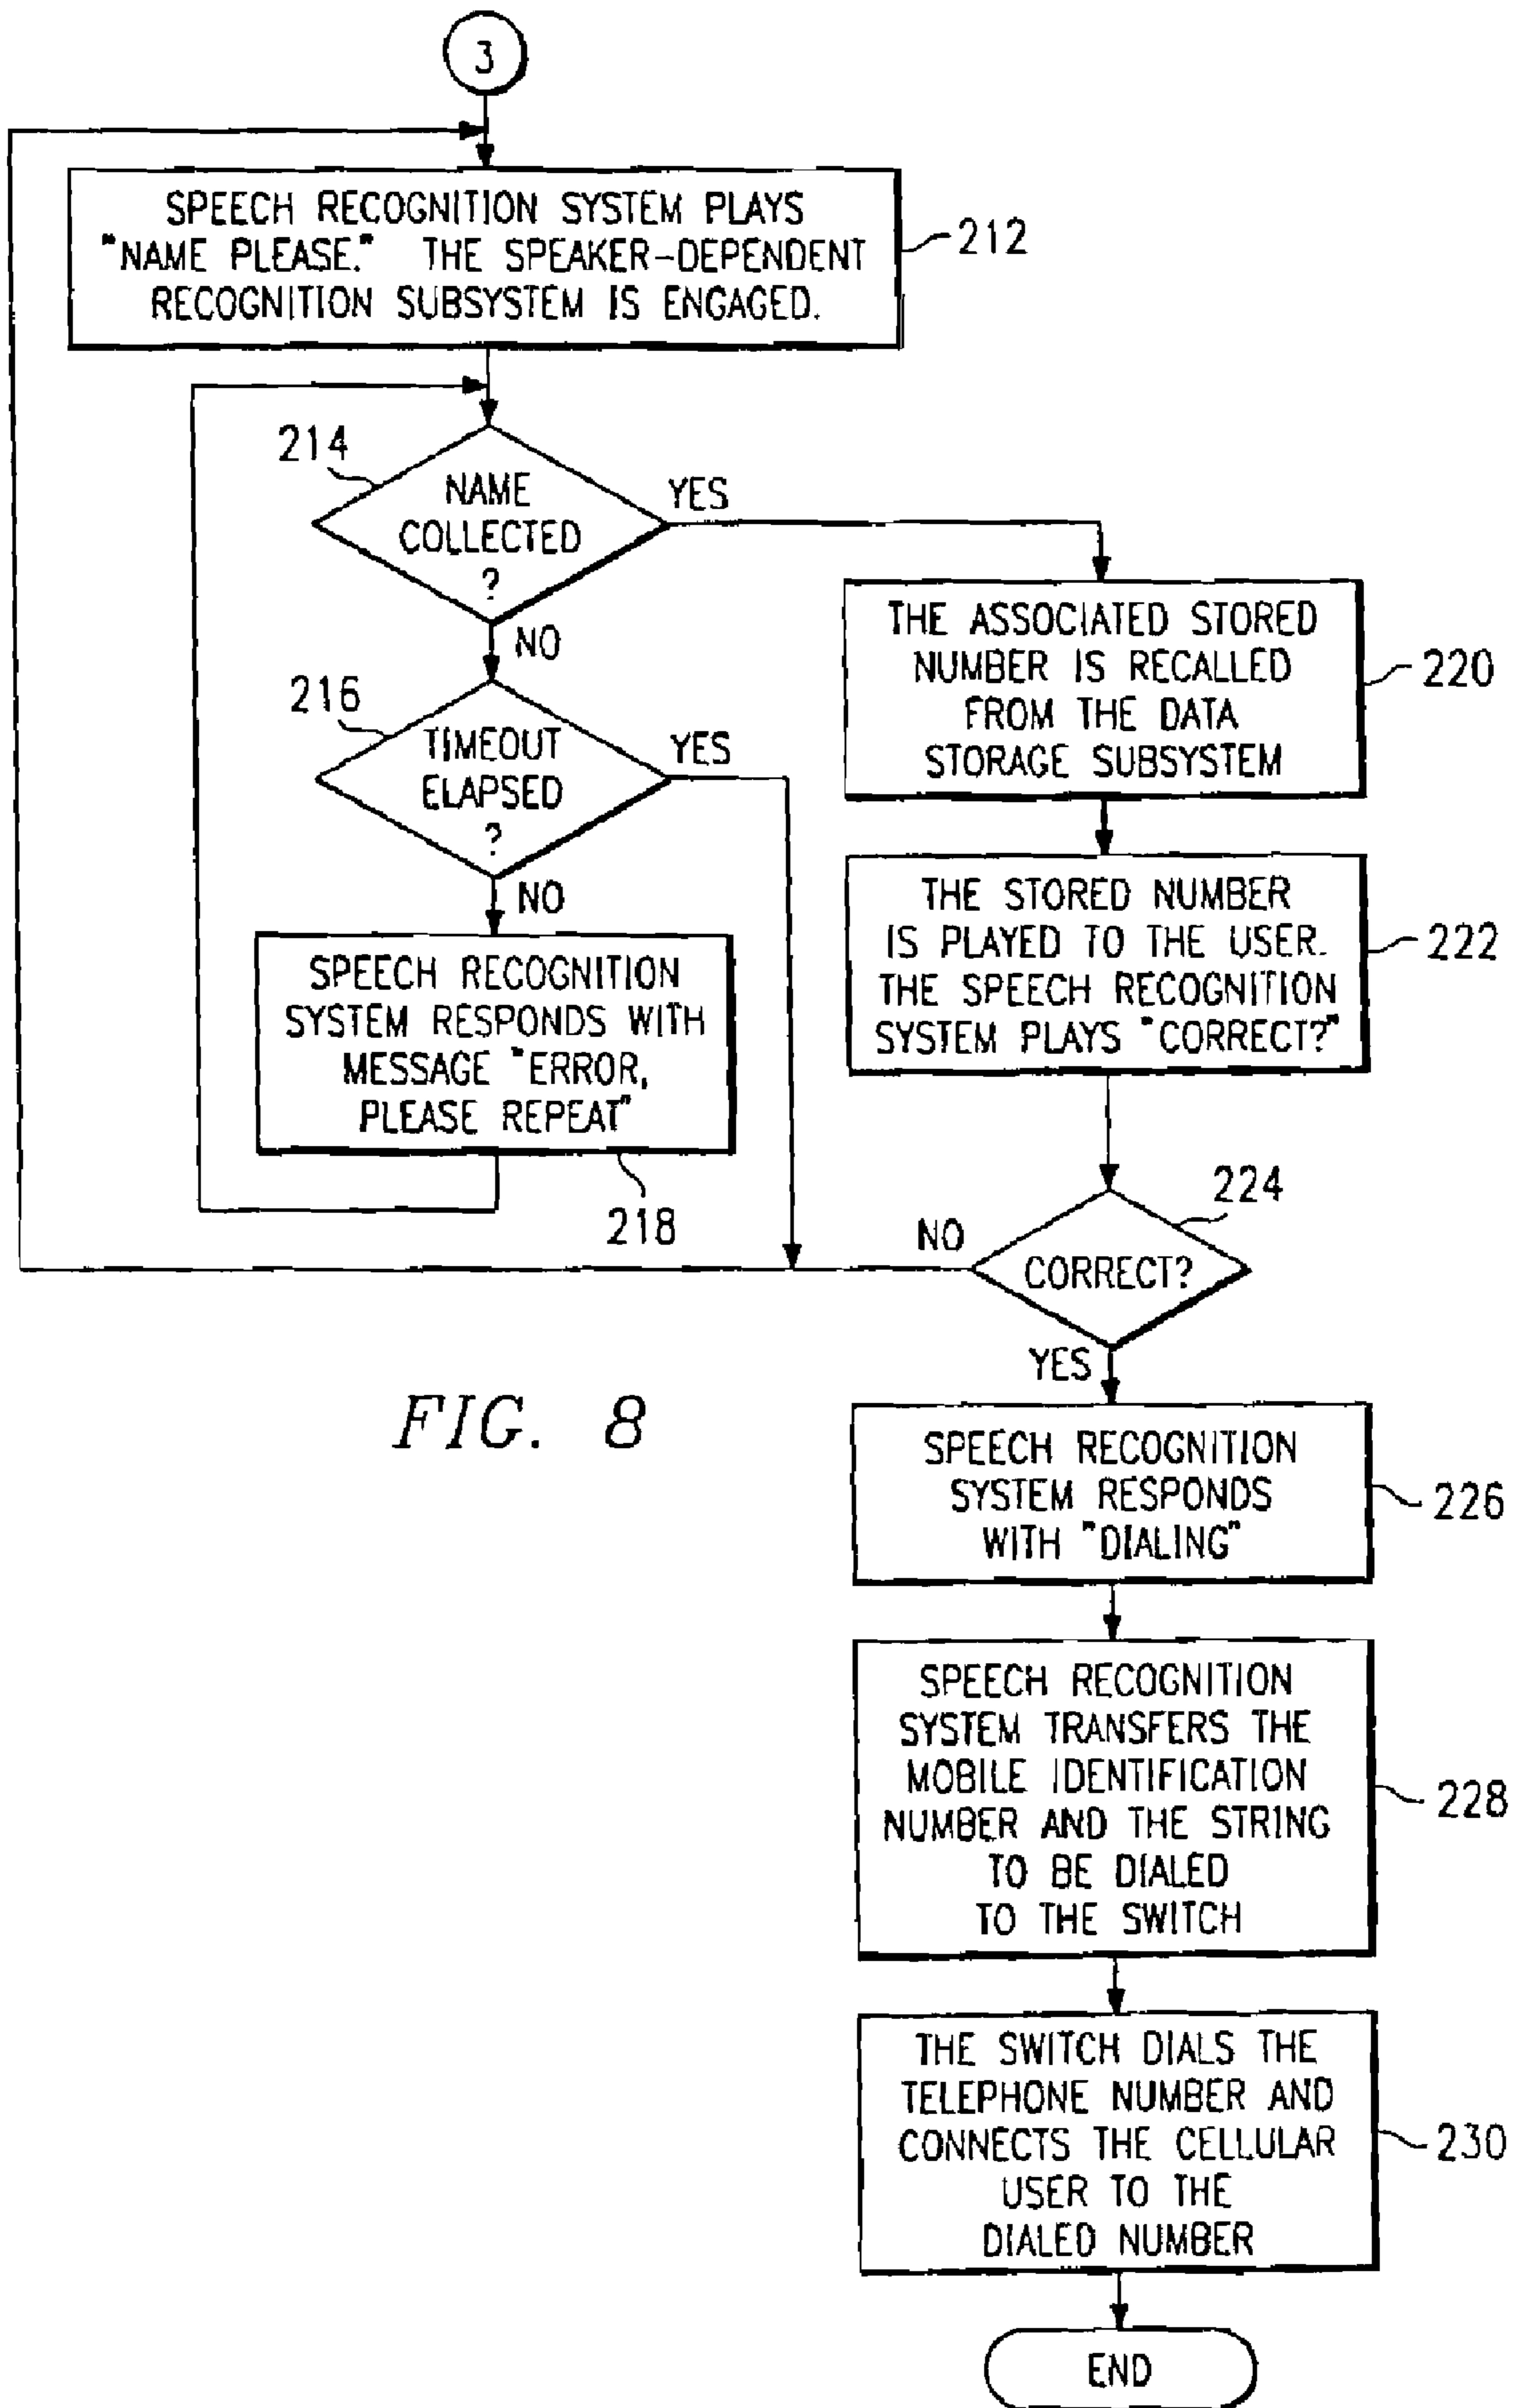 3
SPEECH RECOGNITION SYSTEM PLAYS
"NAME PLEASE." THE SPEAKER-DEPENDENT
RECOGNITION SUBSYSTEM IS ENGAGED.
212
214
NAME
COLLECTED
?
YES
NO
216
TIMEOUT
ELAPSED
?
YES
NO
SPEECH RECOGNITION
SYSTEM RESPONDS WITH
MESSAGE "ERROR,
PLEASE REPEAT"
218
THE ASSOCIATED STORED
NUMBER IS RECALLED
FROM THE DATA
STORAGE SUBSYSTEM
220
THE STORED NUMBER
IS PLAYED TO THE USER.
THE SPEECH RECOGNITION
SYSTEM PLAYS "CORRECT?"
222
224
NO
CORRECT?
YES
FIG. 8
SPEECH RECOGNITION
SYSTEM RESPONDS
WITH "DIALING"
226
SPEECH RECOGNITION
SYSTEM TRANSFERS THE
MOBILE IDENTIFICATION
NUMBER AND THE STRING
TO BE DIALED
TO THE SWITCH
228
THE SWITCH DIALS THE
TELEPHONE NUMBER AND
CONNECTS THE CELLULAR
USER TO THE
DIALED NUMBER
230
END